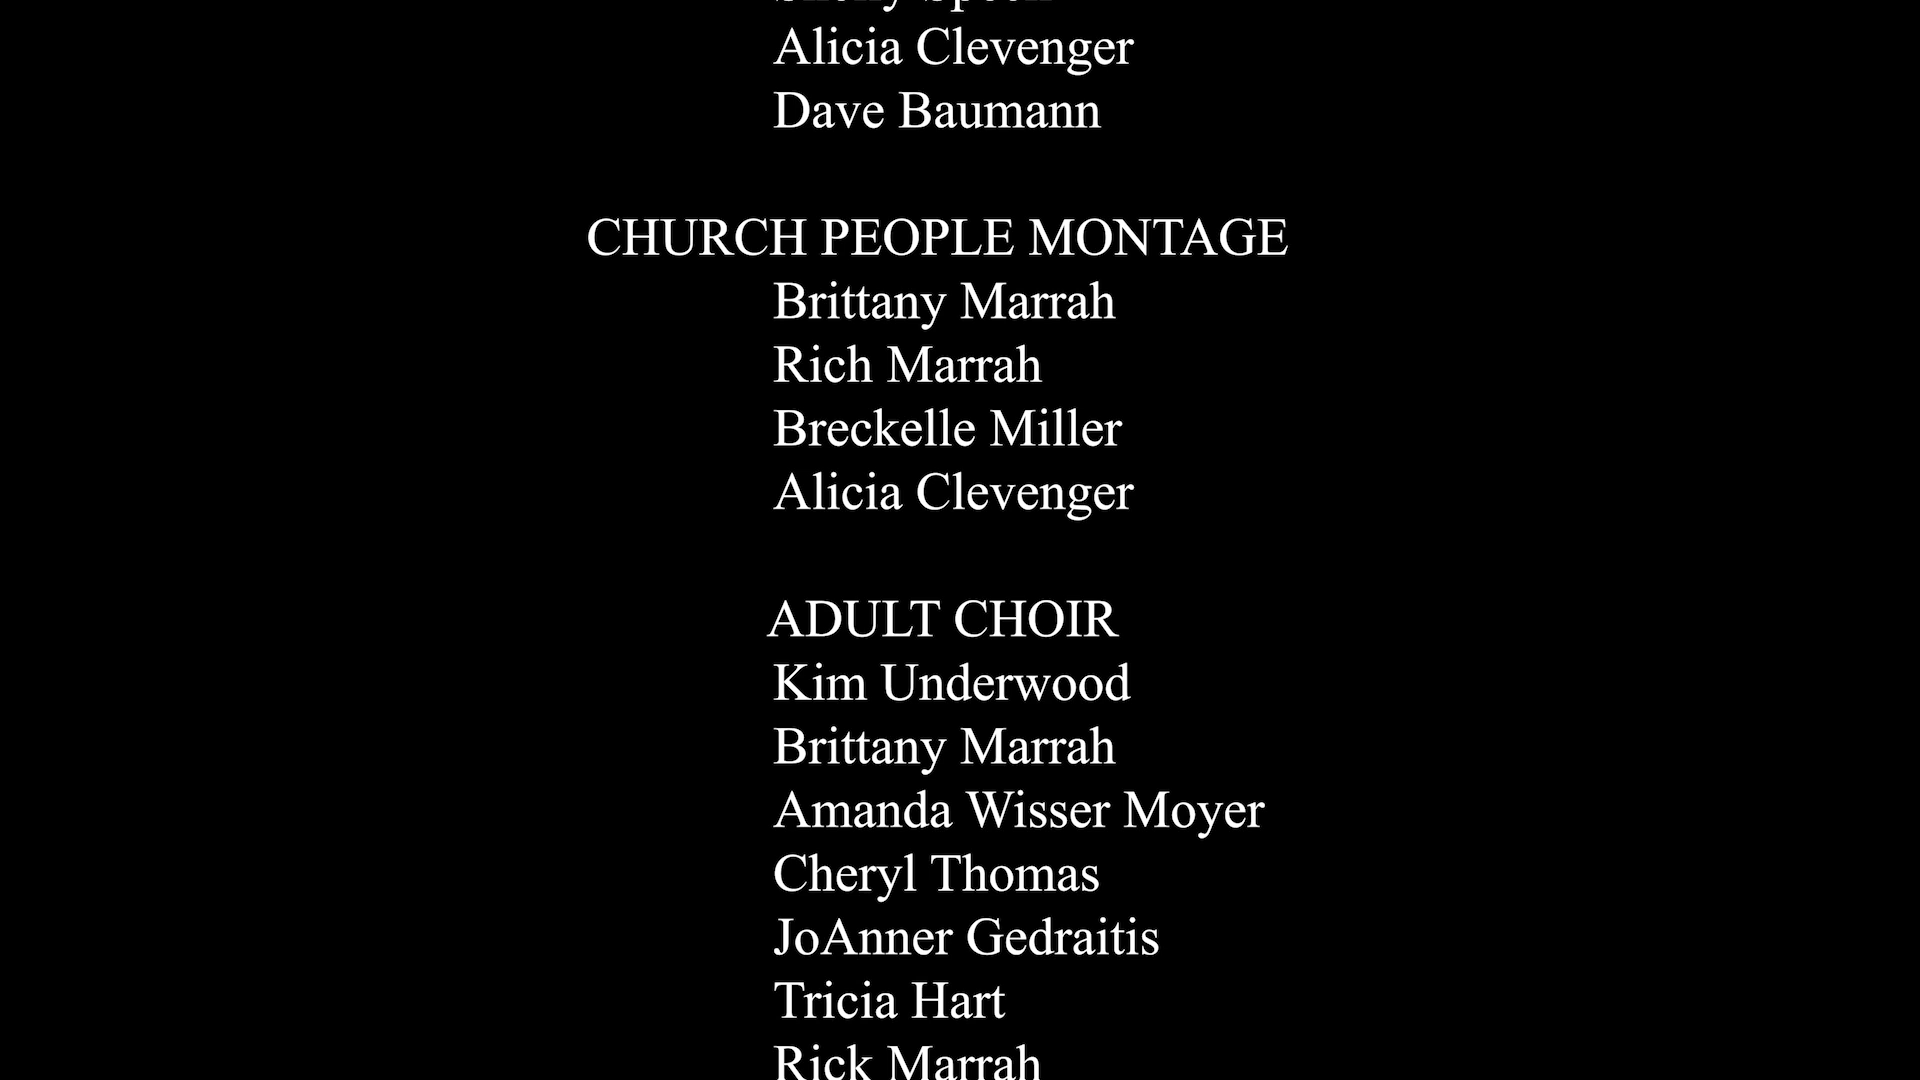 Alicia Clevenger
Dave Baumann
CHURCH PEOPLE MONTAGE
Brittany Marrah
Rich Marrah
Breckelle Miller
Alicia Clevenger
ADULT CHOIR
Kim Underwood
Brittany Marrah
Amanda Wisser Moyer
Cheryl Thomas
JoAnner Gedraitis
Tricia Hart
Rick Marrah